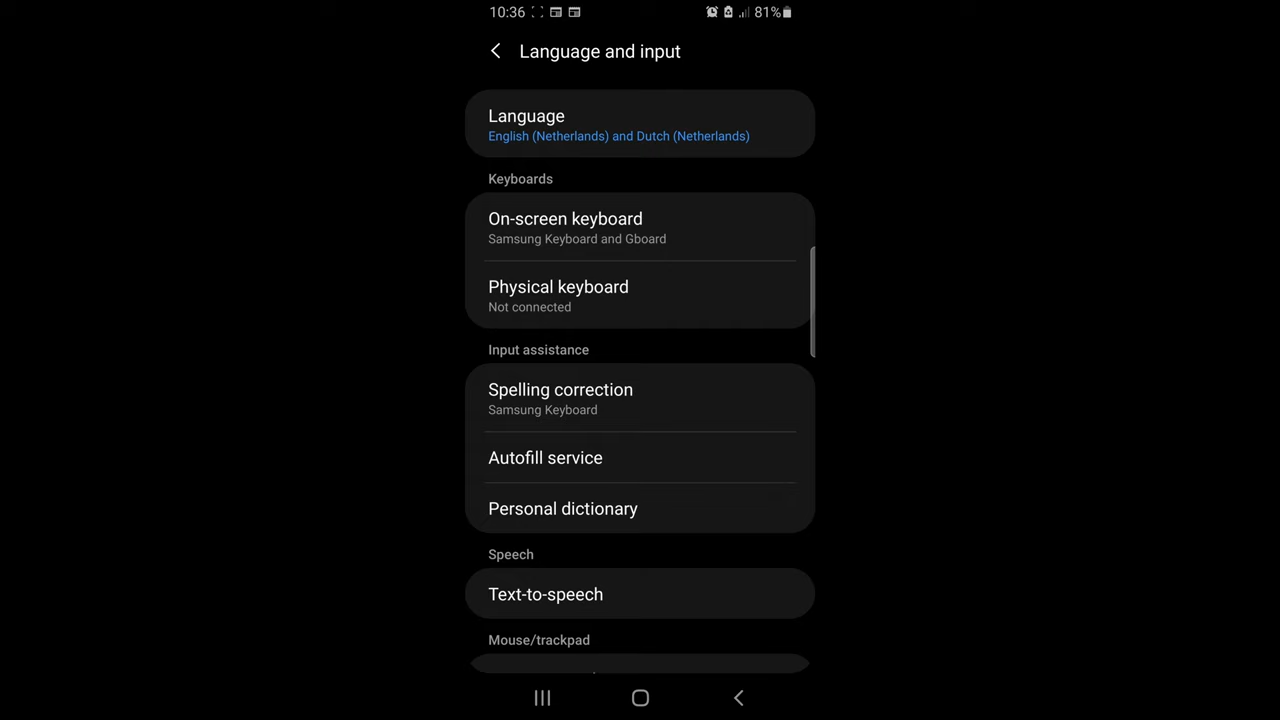 10:36 81%
Language and input
Language
English (Netherlands) and Dutch (Netherlands)
Keyboards
On-screen keyboard
Samsung Keyboard and Gboard
Physical keyboard
Not connected
Input assistance
Spelling correction
Samsung Keyboard
Autofill service
Personal dictionary
Speech
Text-to-speech
Mouse/trackpad